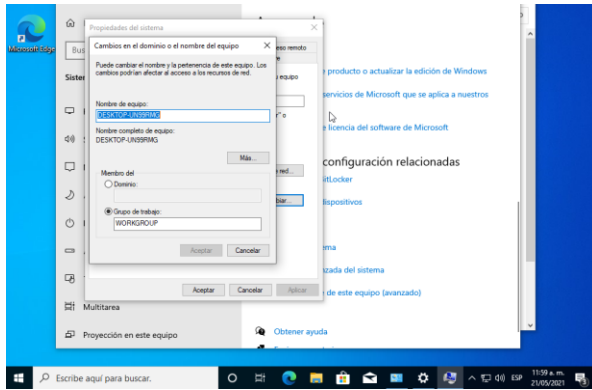 Microsoft Edge
Propiedades del sistema
Cambios en el dominio o el nombre del equipo
Puede cambiar el nombre y la pertenencia de este equipo. Los
cambios podrían afectar al acceso a los recursos de red.
Nombre de equipo:
DESKTOP-UN99RMG
Nombre completo de equipo:
DESKTOP-UN99RMG
Más...
Miembro del
Dominio:
Grupo de trabajo:
WORKGROUP
Aceptar Cancelar
Aceptar Cancelar Aplicar
eso remoto
equipo
o
red...
biar...
Bus
Sister
Multitarea
Proyección en este equipo
producto o actualizar la edición de Windows
servicios de Microsoft que se aplica a nuestros
licencia del software de Microsoft
configuración relacionadas
itLocker
dispositivos
ema
nzada del sistema
de este equipo (avanzado)
Obtener ayuda
Escribe aquí para buscar.
ESP
11:59 a. m.
21/05/2021